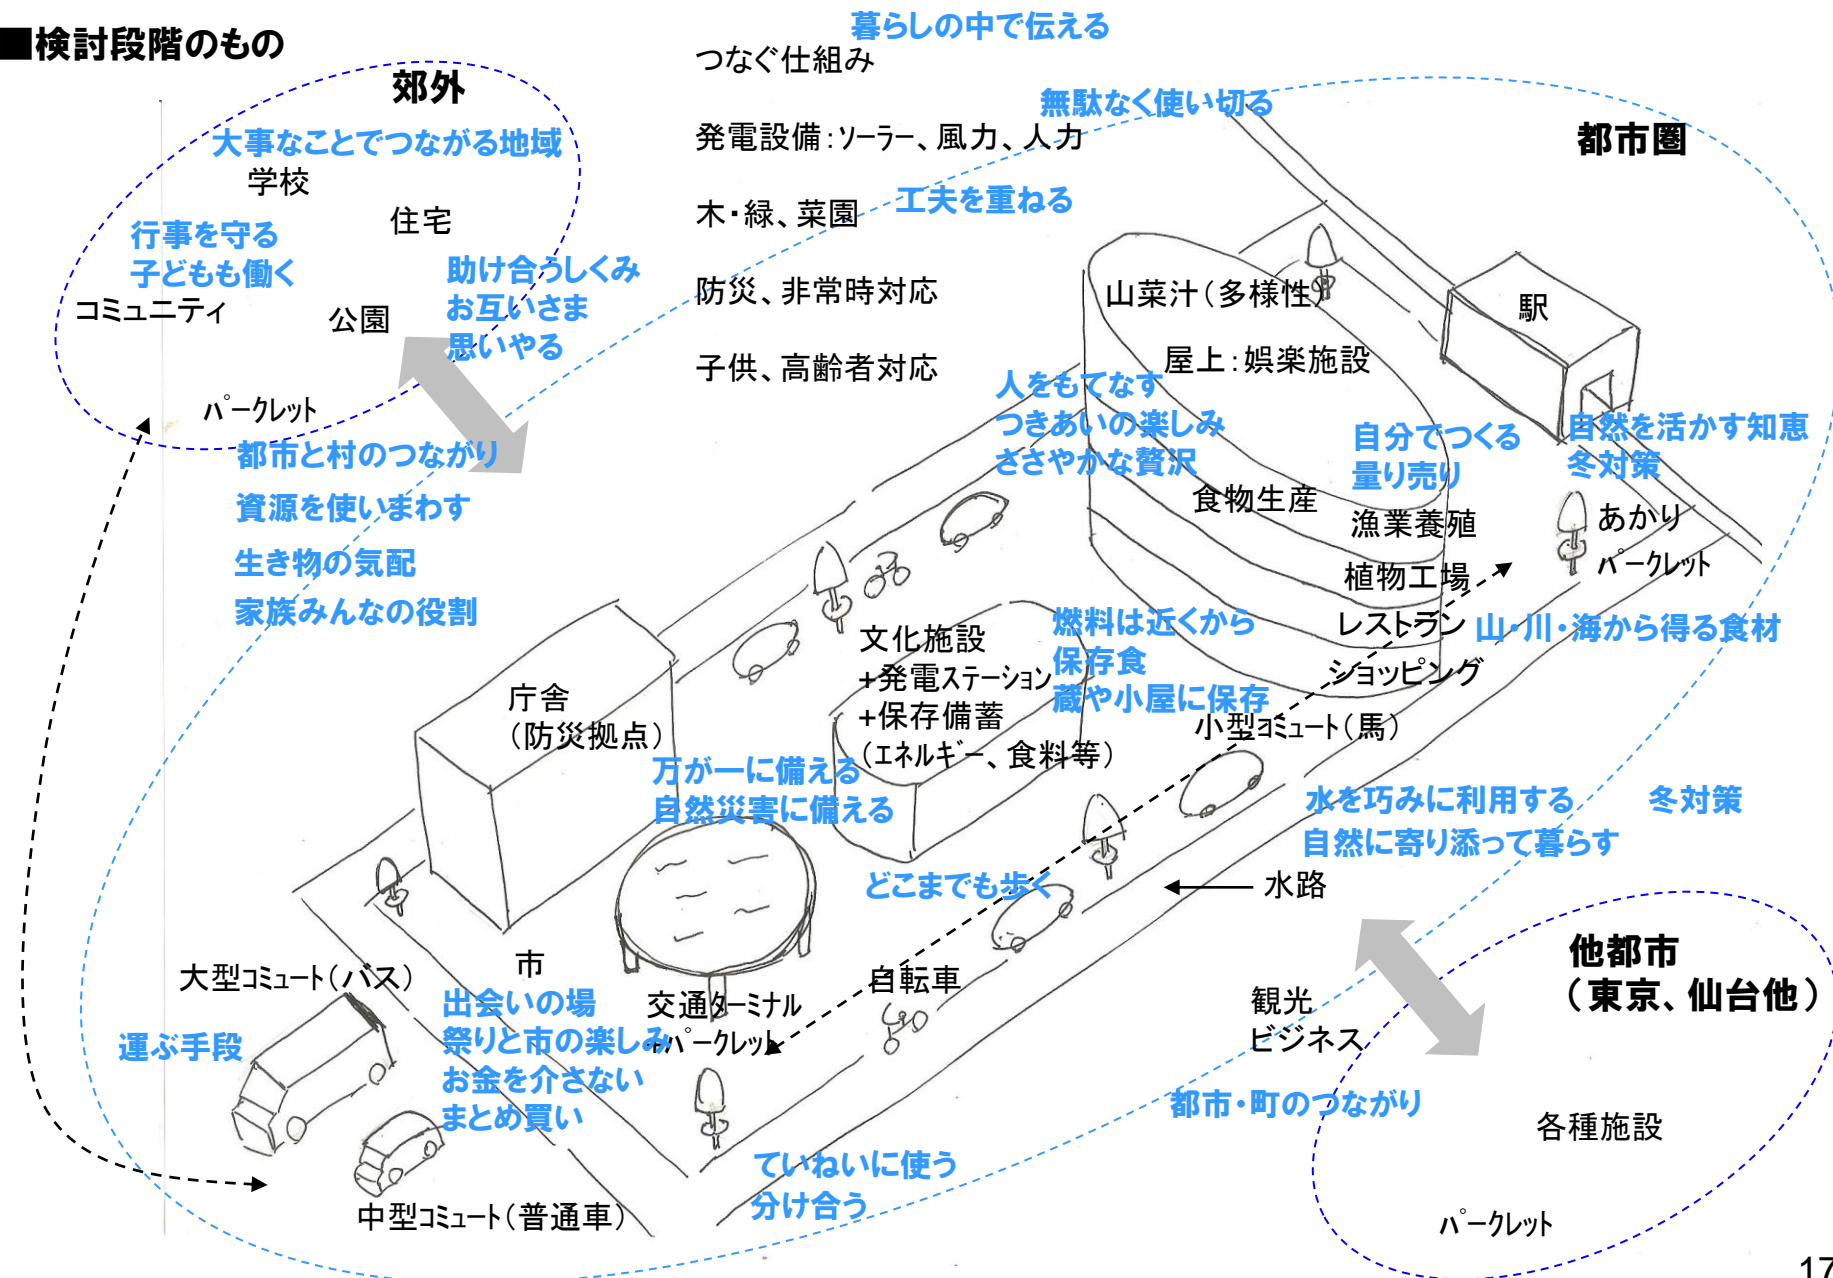 ■検討段階のもの
暮らしの中で伝える
つなぐ仕組み
郊外
無駄なく使い切る
大事なことでつながる地域
発電設備：ソーラー、風力、人力
都市圏
学校
住宅
木・緑、菜園
工夫を重ねる
行事を守る
子どもも働く
コミュニティ
公園
助け合うしくみ
お互いさま
思いやる
防災、非常時対応
子供、高齢者対応
山菜汁（多様性）
屋上：娯楽施設
駅
パークレット
都市と村のつながり
資源を使いまわす
生き物の気配
家族みんなの役割
人をもてなす
つきあいの楽しみ
ささやかな贅沢
自分でつくる
量り売り
自然を活かす知恵
冬対策
食物生産
漁業養殖
植物工場
レストラン
ショッピング
あかり
パークレット
山・川・海から得る食材
文化施設
+発電ステーション
+保存備蓄
（エネルギー、食料等）
燃料は近くから
保存食
蔵や小屋に保存
庁舎
（防災拠点）
小型コミュート（馬）
万が一に備える
自然災害に備える
水を巧みに利用する
自然に寄り添って暮らす
冬対策
どこまでも歩く
水路
他都市
（東京、仙台他）
大型コミュート（バス）
市
出会いの場
祭りと市の楽しみ
お金を介さない
まとめ買い
交通ターミナル
+パークレット
自転車
観光
ビジネス
運ぶ手段
都市・町のつながり
各種施設
ていねいに使う
分け合う
中型コミュート（普通車）
パークレット
17